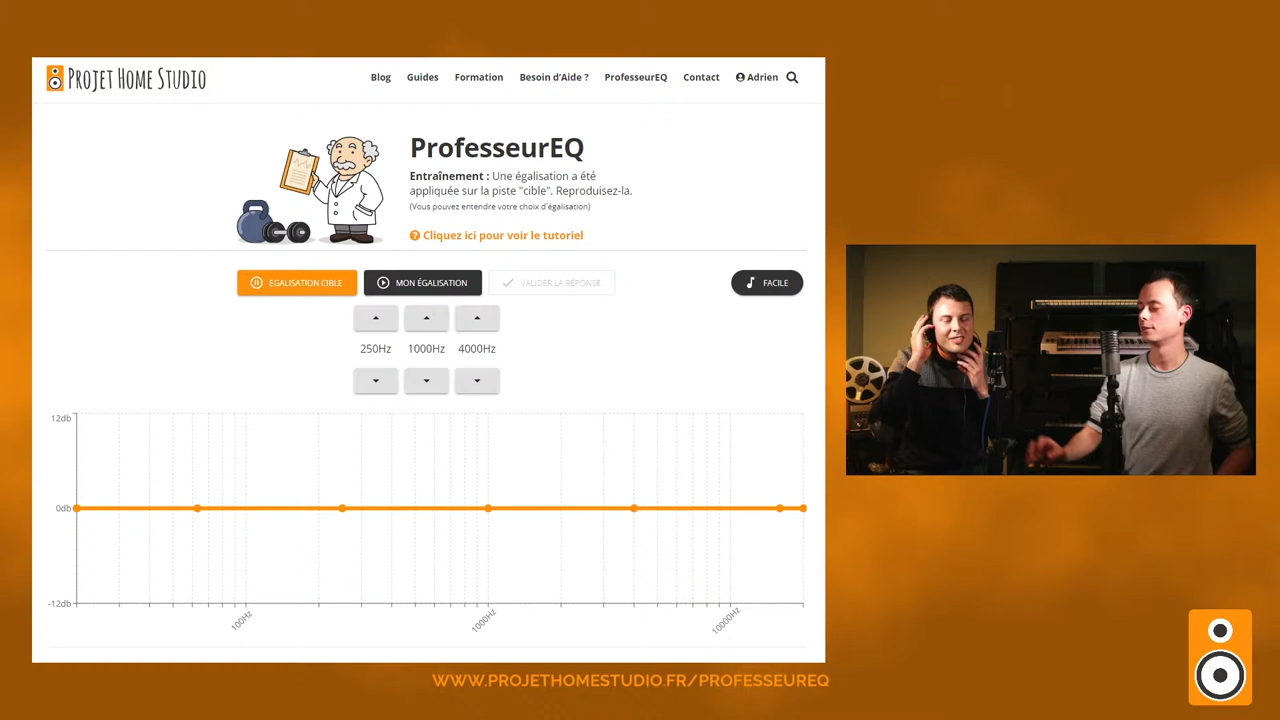 PROJET HOME STUDIO
Blog Guides Formation Besoin d'Aide ? ProfesseurEQ Contact Adrien
ProfesseurEQ
Entraînement : Une égalisation a été
appliquée sur la piste "cible". Reproduisez-la.
(Vous pouvez entendre votre choix d'égalisation)
Cliquez ici pour voir le tutoriel
EGALISATION CIBLE MON ÉGALISATION VALIDER LA RÉPONSE FACILE
250Hz 1000Hz 4000Hz
12db
0db
-12db
100Hz 1000Hz 10000Hz
WWW.PROJETHOMESTUDIO.FR/PROFESSEUREQ